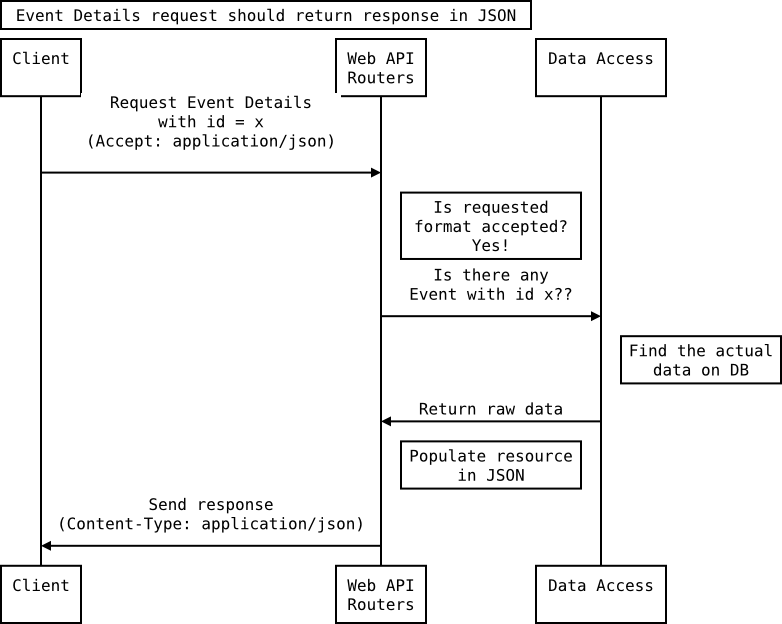 Event Details request should return response in JSON
Client
Web API
Routers
Data Access
Request Event Details
with id = x
(Accept: application/json)
Is requested
format accepted?
Yes!
Is there any
Event with id x??
Find the actual
data on DB
Return raw data
Populate resource
in JSON
Send response
(Content-Type: application/json)
Client
Web API
Routers
Data Access